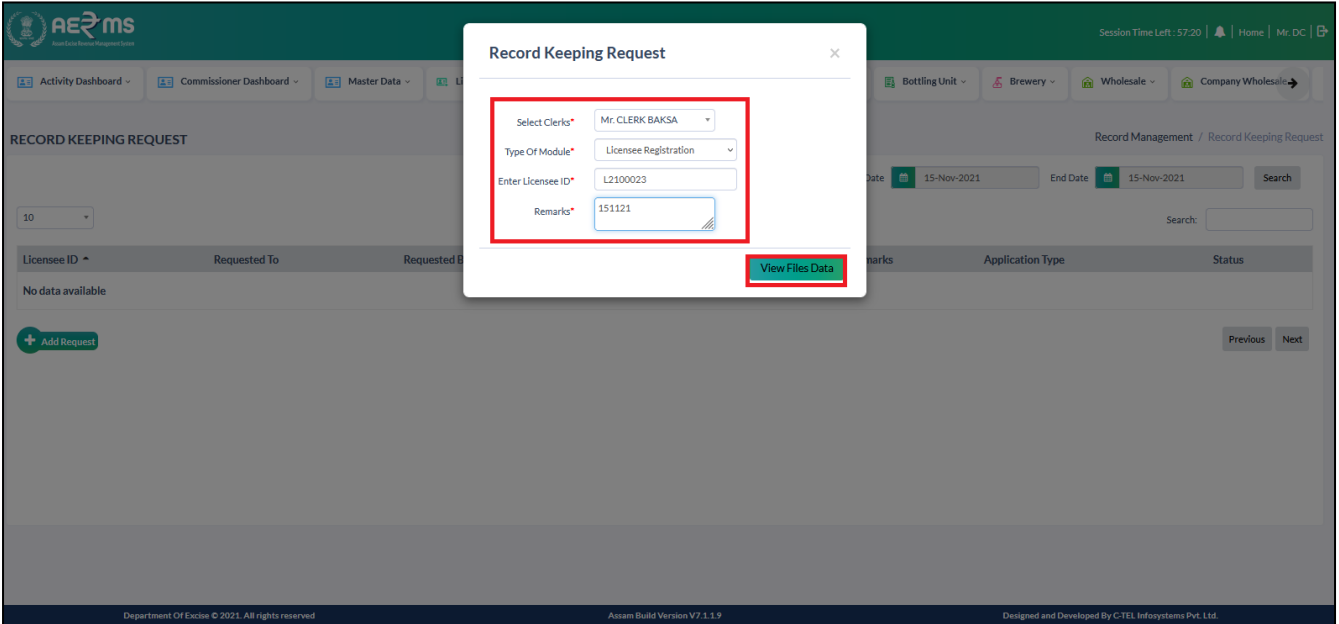 AERMS
Assam Excise Revenue Management System
Session Time Left : 57:20 | Home | Mr. DC
Activity Dashboard
Commissioner Dashboard
Master Data
Li
Bottling Unit
Brewery
Wholesale
Company Wholesale
Record Keeping Request
×
RECORD KEEPING REQUEST
Record Management / Record Keeping Request
Select Clerks* Mr. CLERK BAKSA
Type Of Module* Licensee Registration
Enter Licensee ID* L2100023
Remarks* 151121
View Files Data
Date 15-Nov-2021 End Date 15-Nov-2021 Search
10
Search:
Licensee ID Requested To Requested B marks Application Type Status
No data available
+ Add Request
Previous Next
Department Of Excise © 2021. All rights reserved
Assam Build Version V7.1.1.9
Designed and Developed By C-TEL Infosystems Pvt. Ltd.